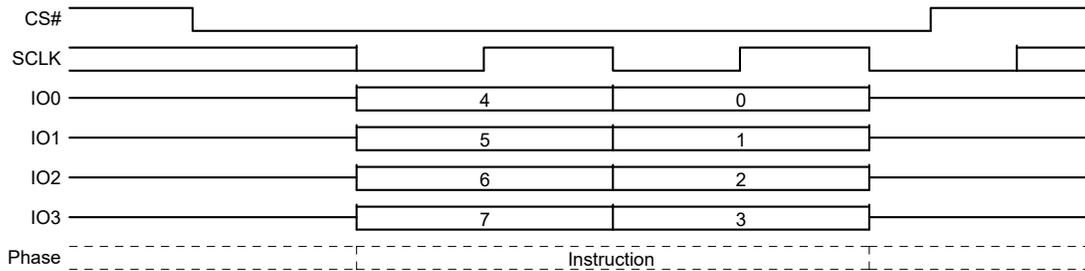 CS#
SCLK
IO0 4 0
IO1 5 1
IO2 6 2
IO3 7 3
Phase Instruction